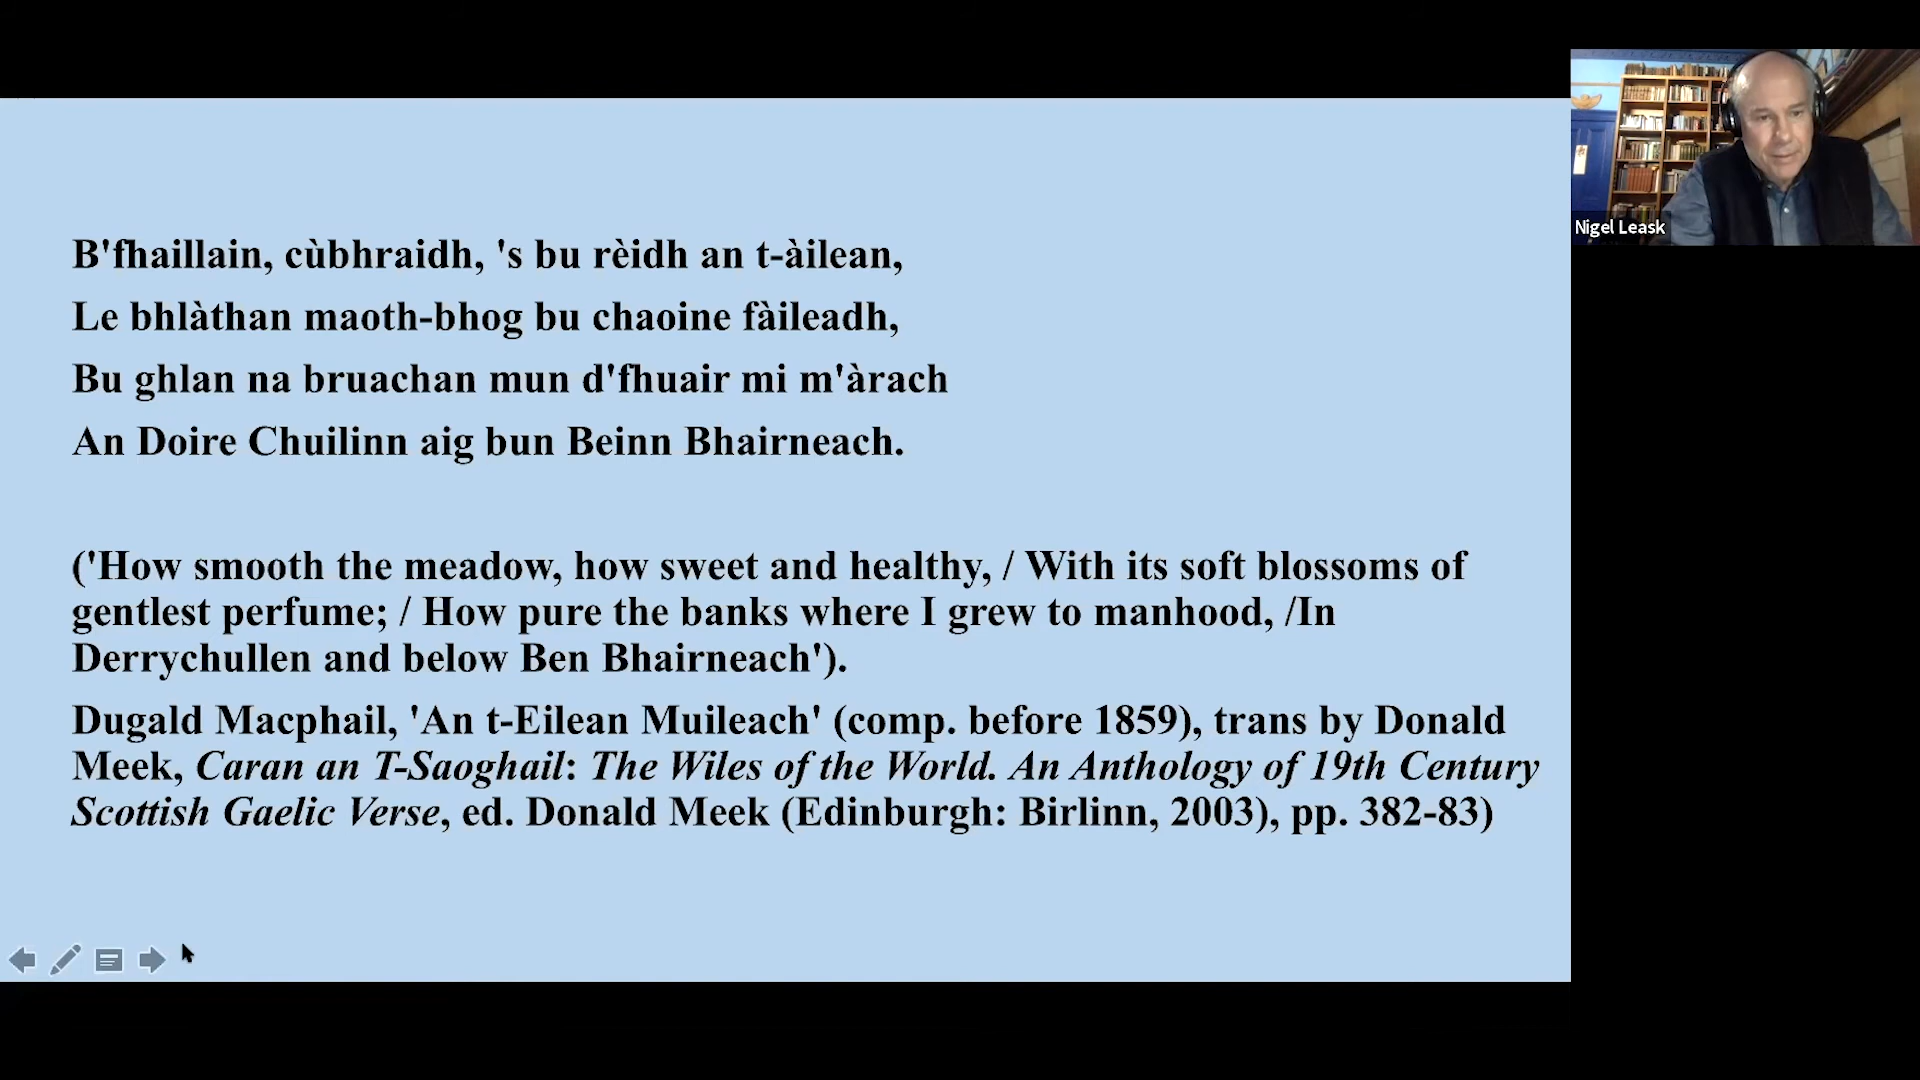 B'fhaillain, cùbhraidh, 's bu rèidh an t-àilean,
Le bhlàthan maoth-bhog bu chaoine fàileadh,
Bu ghlan na bruachan mun d'fhuair mi m'àrach
An Doire Chuilinn aig bun Beinn Bhairneach.
('How smooth the meadow, how sweet and healthy, / With its soft blossoms of
gentlest perfume; / How pure the banks where I grew to manhood, /In
Derrychullen and below Ben Bhairneach').
Dugald Macphail, 'An t-Eilean Muileach' (comp. before 1859), trans by Donald
Meek, Caran an T-Saoghail: The Wiles of the World. An Anthology of 19th Century
Scottish Gaelic Verse, ed. Donald Meek (Edinburgh: Birlinn, 2003), pp. 382-83)
Nigel Leask